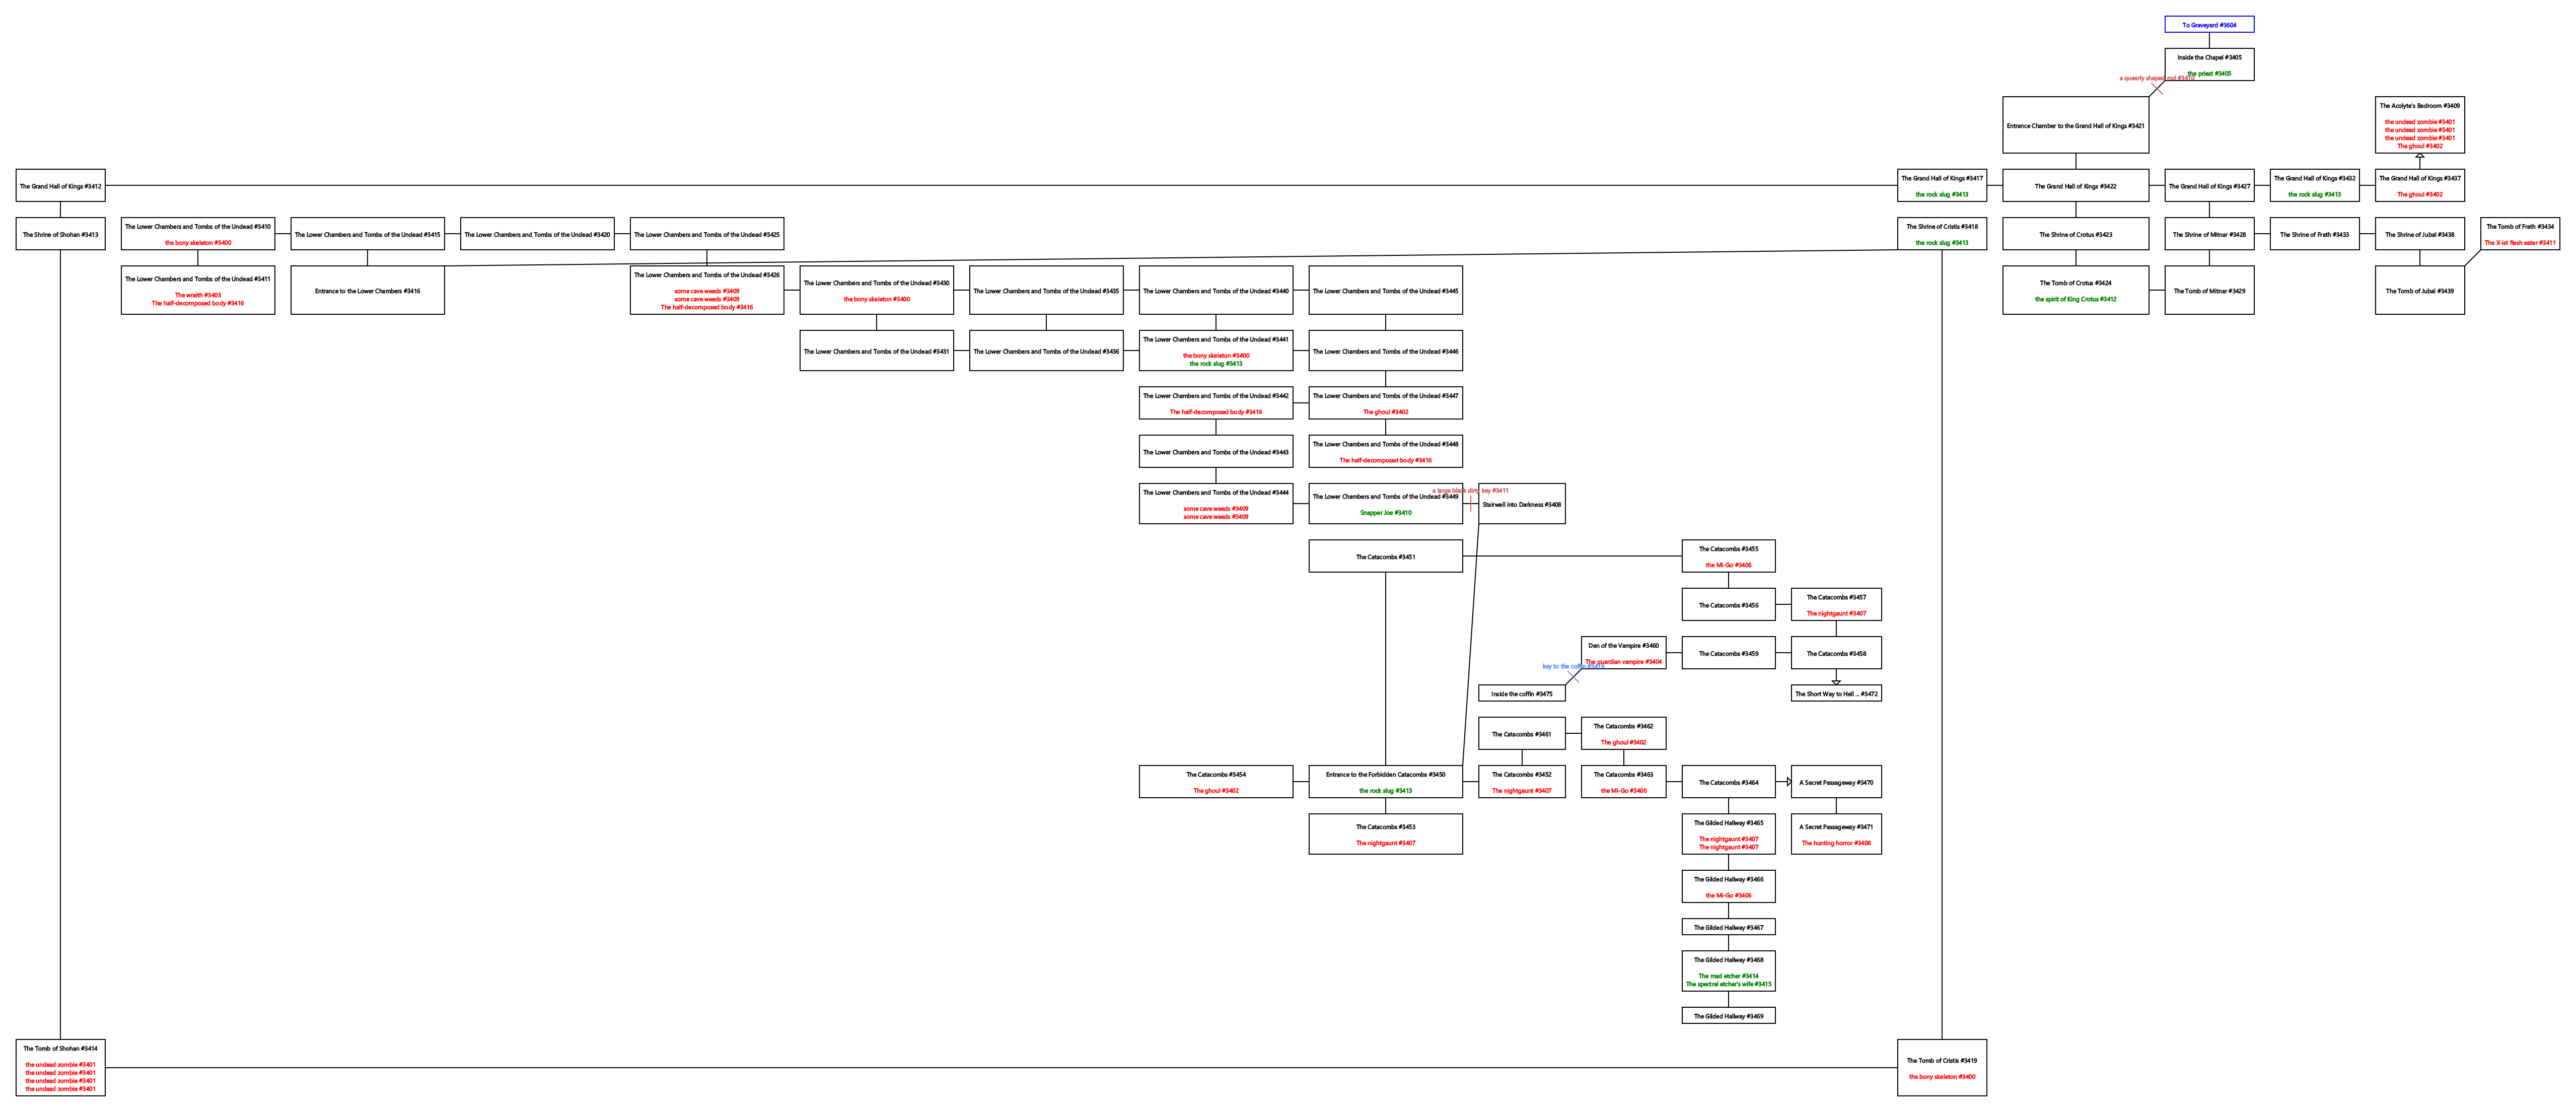 To Graveyard #3604
Inside the Chapel #3405
the priest #3405
a queerly shaped rod #3410
Entrance Chamber to the Grand Hall of Kings #3421
The Acolyte's Bedroom #3409
the undead zombie #3401
the undead zombie #3401
the undead zombie #3401
The ghoul #3402
The Grand Hall of Kings #3412
The Grand Hall of Kings #3417
the rock slug #3413
The Grand Hall of Kings #3422
The Grand Hall of Kings #3427
The Grand Hall of Kings #3432
the rock slug #3413
The Grand Hall of Kings #3437
The ghoul #3402
The Shrine of Shohan #3413
The Lower Chambers and Tombs of the Undead #3410
the bony skeleton #3400
The Lower Chambers and Tombs of the Undead #3415
The Lower Chambers and Tombs of the Undead #3420
The Lower Chambers and Tombs of the Undead #3425
The Shrine of Cristis #3418
the rock slug #3413
The Shrine of Crotus #3423
The Shrine of Mitnar #3428
The Shrine of Frath #3433
The Shrine of Jubal #3438
The Tomb of Frath #3434
The X-ist flesh eater #3411
The Lower Chambers and Tombs of the Undead #3411
The wraith #3403
The half-decomposed body #3416
Entrance to the Lower Chambers #3416
The Lower Chambers and Tombs of the Undead #3426
some cave weeds #3409
some cave weeds #3409
The half-decomposed body #3416
The Lower Chambers and Tombs of the Undead #3430
the bony skeleton #3400
The Lower Chambers and Tombs of the Undead #3435
The Lower Chambers and Tombs of the Undead #3440
The Lower Chambers and Tombs of the Undead #3445
The Tomb of Crotus #3424
the spirit of King Crotus #3412
The Tomb of Mitnar #3429
The Tomb of Jubal #3439
The Lower Chambers and Tombs of the Undead #3431
The Lower Chambers and Tombs of the Undead #3436
The Lower Chambers and Tombs of the Undead #3441
the bony skeleton #3400
the rock slug #3413
The Lower Chambers and Tombs of the Undead #3446
The Lower Chambers and Tombs of the Undead #3442
The half-decomposed body #3416
The Lower Chambers and Tombs of the Undead #3447
The ghoul #3402
The Lower Chambers and Tombs of the Undead #3443
The Lower Chambers and Tombs of the Undead #3448
The half-decomposed body #3416
The Lower Chambers and Tombs of the Undead #3444
some cave weeds #3409
some cave weeds #3409
The Lower Chambers and Tombs of the Undead #3449
Snapper Joe #3410
a large black dirty key #3411
Stairwell into Darkness #3408
The Catacombs #3451
The Catacombs #3455
the Mi-Go #3406
The Catacombs #3456
The Catacombs #3457
The nightgaunt #3407
Den of the Vampire #3460
The guardian vampire #3404
The Catacombs #3459
The Catacombs #3458
key to the coffin #3419
Inside the coffin #3475
The Short Way to Hell ... #3472
The Catacombs #3461
The Catacombs #3462
The ghoul #3402
The Catacombs #3454
The ghoul #3402
Entrance to the Forbidden Catacombs #3450
the rock slug #3413
The Catacombs #3452
The nightgaunt #3407
The Catacombs #3463
the Mi-Go #3406
The Catacombs #3464
A Secret Passageway #3470
The Catacombs #3453
The nightgaunt #3407
The Gilded Hallway #3465
The nightgaunt #3407
The nightgaunt #3407
A Secret Passageway #3471
The hunting horror #3408
The Gilded Hallway #3466
the Mi-Go #3406
The Gilded Hallway #3467
The Gilded Hallway #3468
The mad etcher #3414
The spectral etcher's wife #3415
The Gilded Hallway #3469
The Tomb of Shohan #3414
the undead zombie #3401
the undead zombie #3401
the undead zombie #3401
the undead zombie #3401
The Tomb of Cristis #3419
the bony skeleton #3400